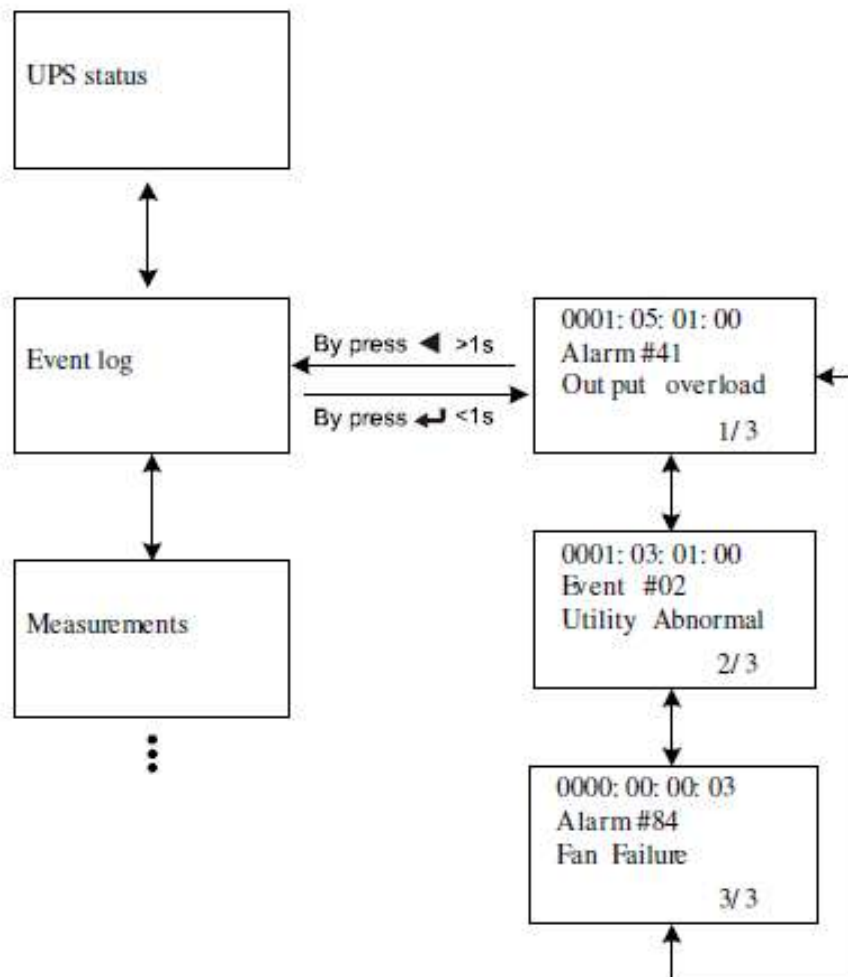 UPS status
Event log
By press ◀ >1s
By press ↵ <1s
0001: 05: 01: 00
Alarm #41
Out put overload
1/ 3
Measurements
0001: 03: 01: 00
Event #02
Utility Abnormal
2/ 3
0000: 00: 00: 03
Alarm #84
Fan Failure
3/ 3